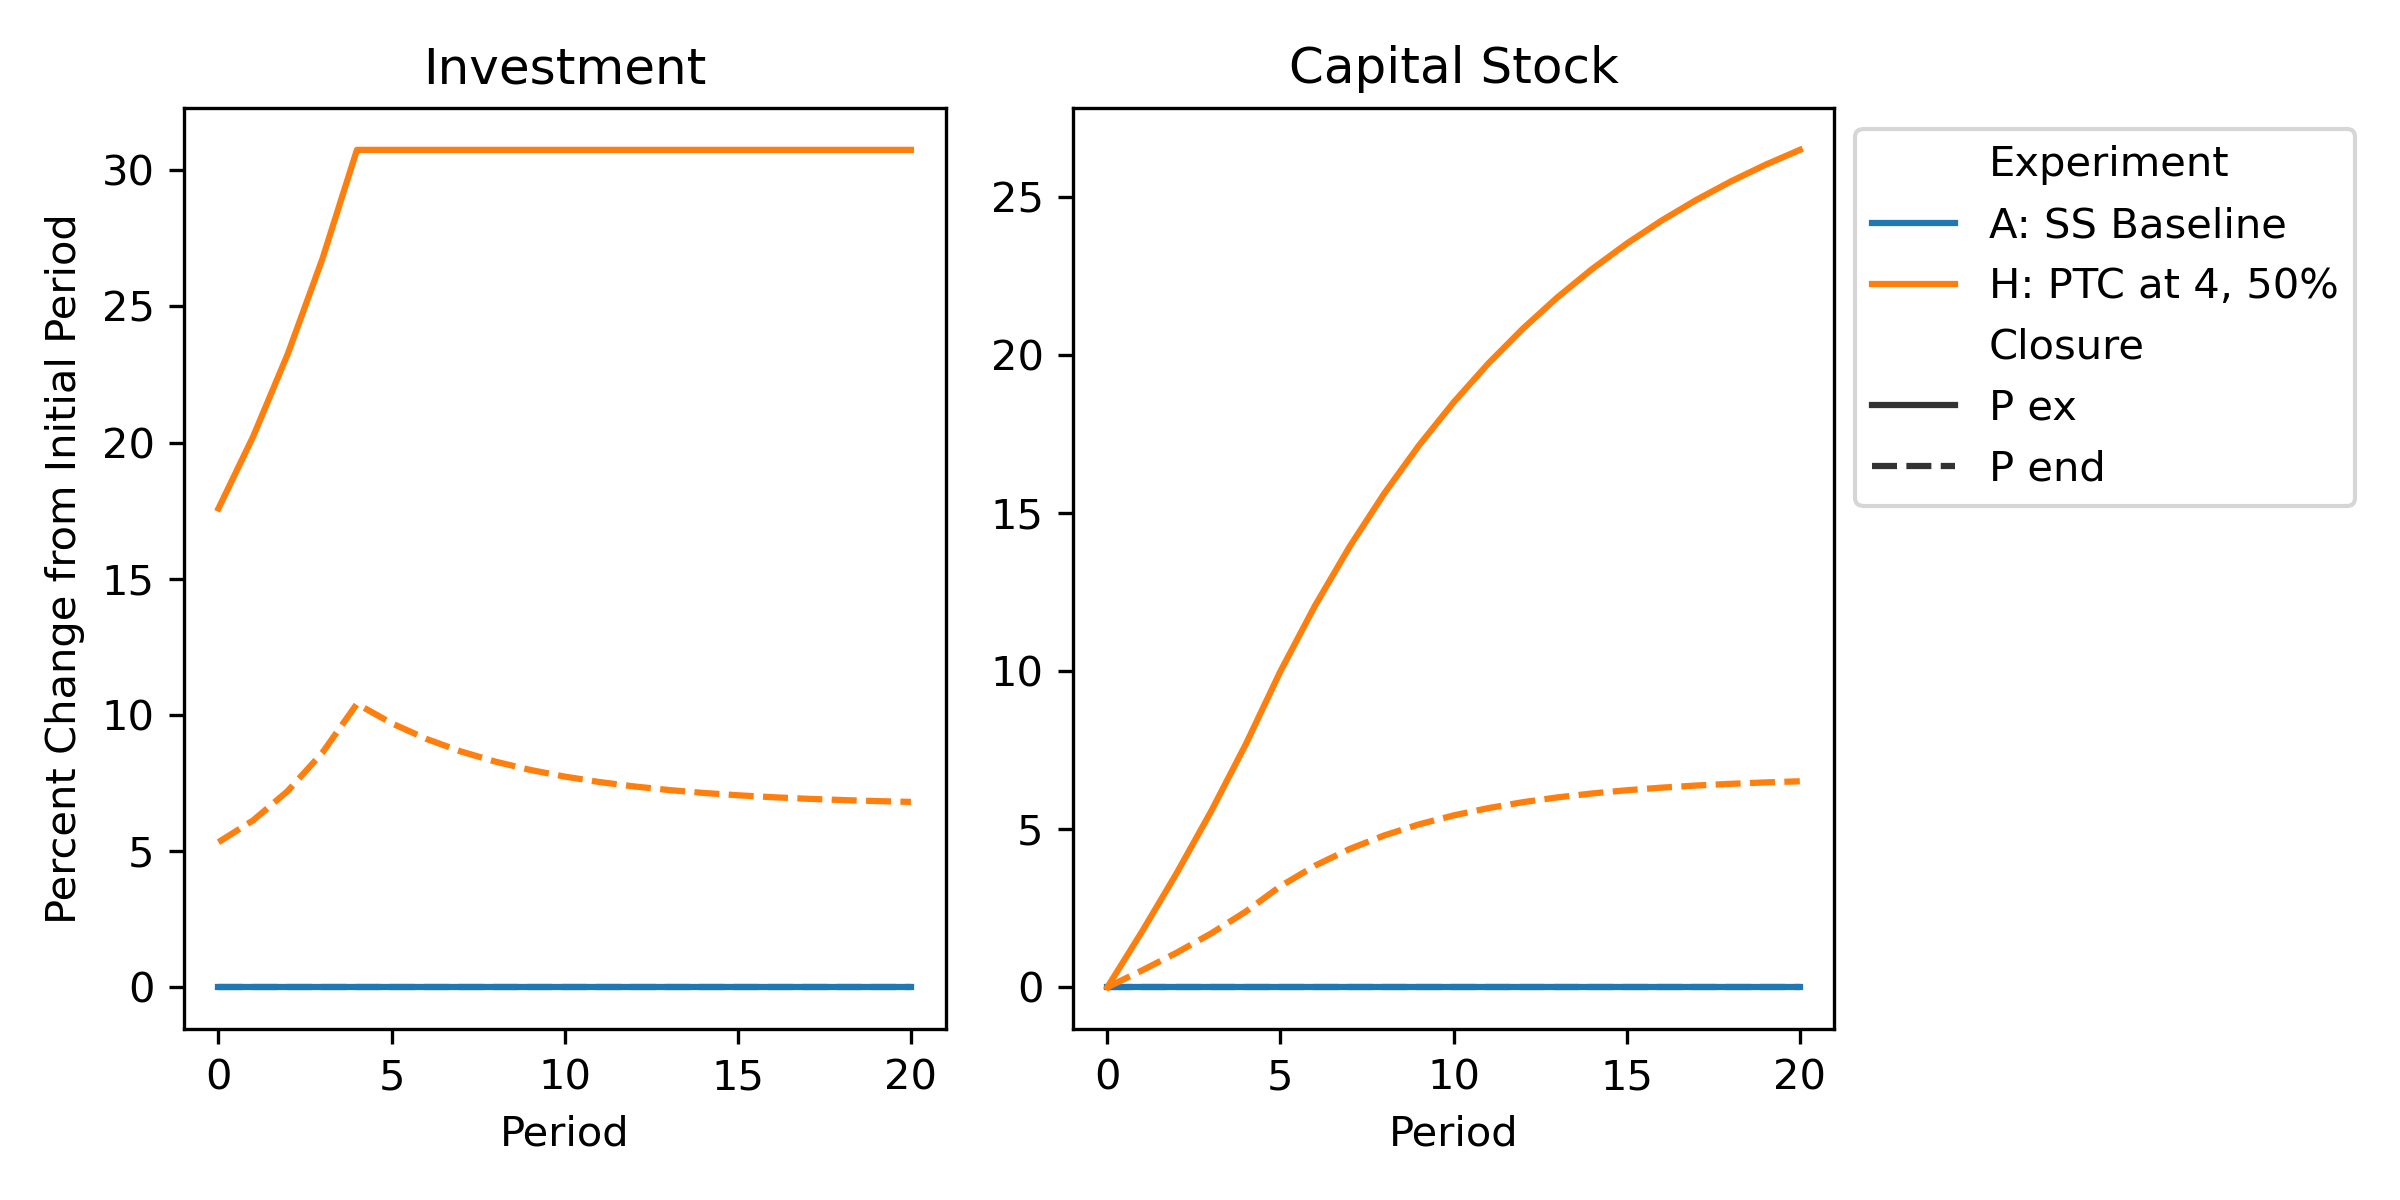 Investment
Percent Change from Initial Period
30
25
20
15
10
5
0
0 5 10 15 20
Period
Capital Stock
25
20
15
10
5
0
0 5 10 15 20
Period
Experiment
A: SS Baseline
H: PTC at 4, 50%
Closure
P ex
P end